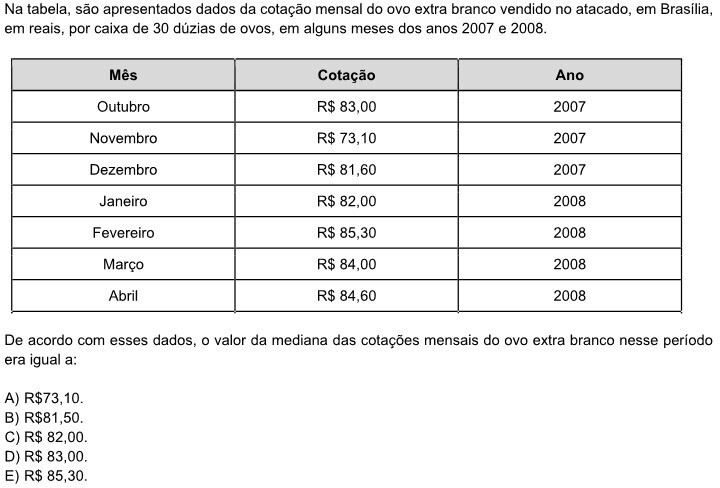 Na tabela, são apresentados dados da cotação mensal do ovo extra branco vendido no atacado, em Brasília,
em reais, por caixa de 30 dúzias de ovos, em alguns meses dos anos 2007 e 2008.
Mês Cotação Ano
Outubro R$ 83,00 2007
Novembro R$ 73,10 2007
Dezembro R$ 81,60 2007
Janeiro R$ 82,00 2008
Fevereiro R$ 85,30 2008
Março R$ 84,00 2008
Abril R$ 84,60 2008
De acordo com esses dados, o valor da mediana das cotações mensais do ovo extra branco nesse período
era igual a:
A) R$73,10.
B) R$81,50.
C) R$ 82,00.
D) R$ 83,00.
E) R$ 85,30.